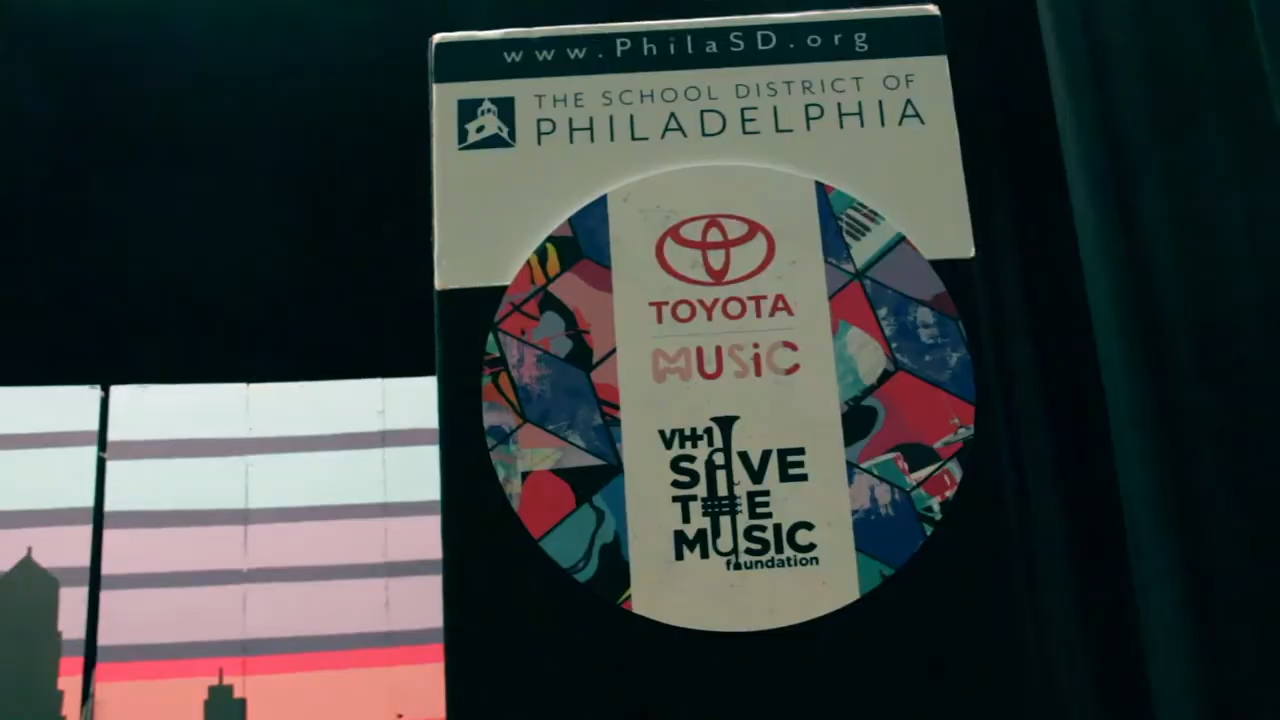 www.PhilaSD.org
THE SCHOOL DISTRICT OF
PHILADELPHIA
TOYOTA
MUSiC
VH1
SAVE
THE
MUSIC
foundation